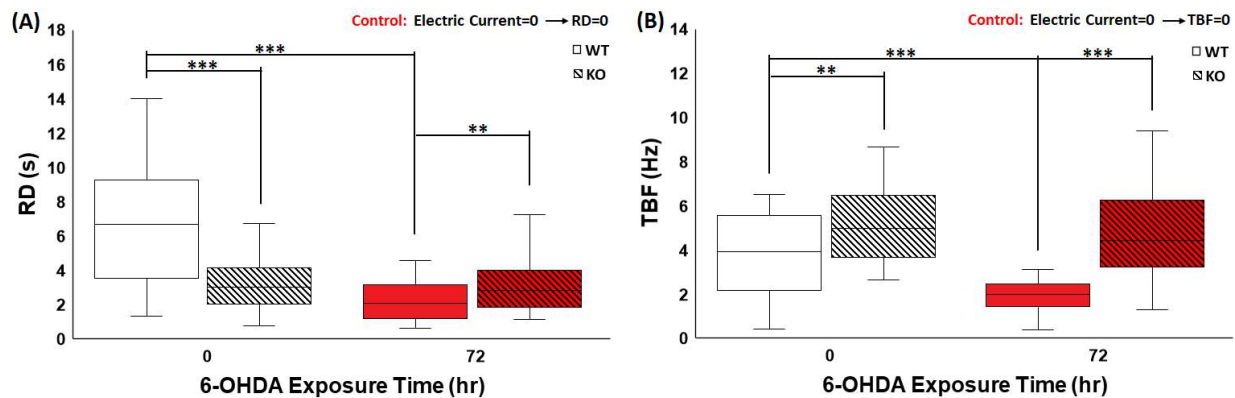 (A)
Control: Electric Current=0 → RD=0
WT
KO
***
***
**
18
16
14
12
10
8
6
4
2
0
RD (s)
0
72
6-OHDA Exposure Time (hr)
(B)
Control: Electric Current=0 → TBF=0
WT
KO
***
***
**
14
12
10
8
6
4
2
0
TBF (Hz)
0
72
6-OHDA Exposure Time (hr)